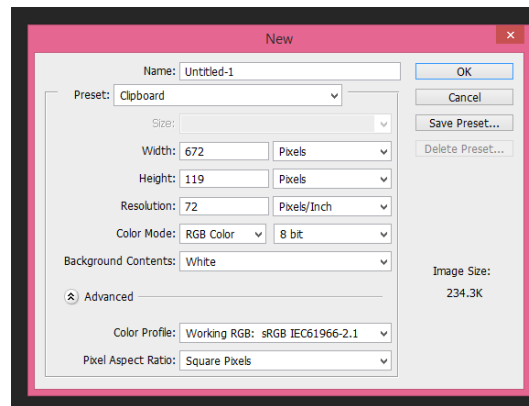 New
Name: Untitled-1
OK
Preset: Clipboard
Cancel
Size:
Save Preset...
Width: 672 Pixels
Delete Preset...
Height: 119 Pixels
Resolution: 72 Pixels/Inch
Color Mode: RGB Color 8 bit
Background Contents: White
Image Size:
234.3K
Advanced
Color Profile: Working RGB: sRGB IEC61966-2.1
Pixel Aspect Ratio: Square Pixels